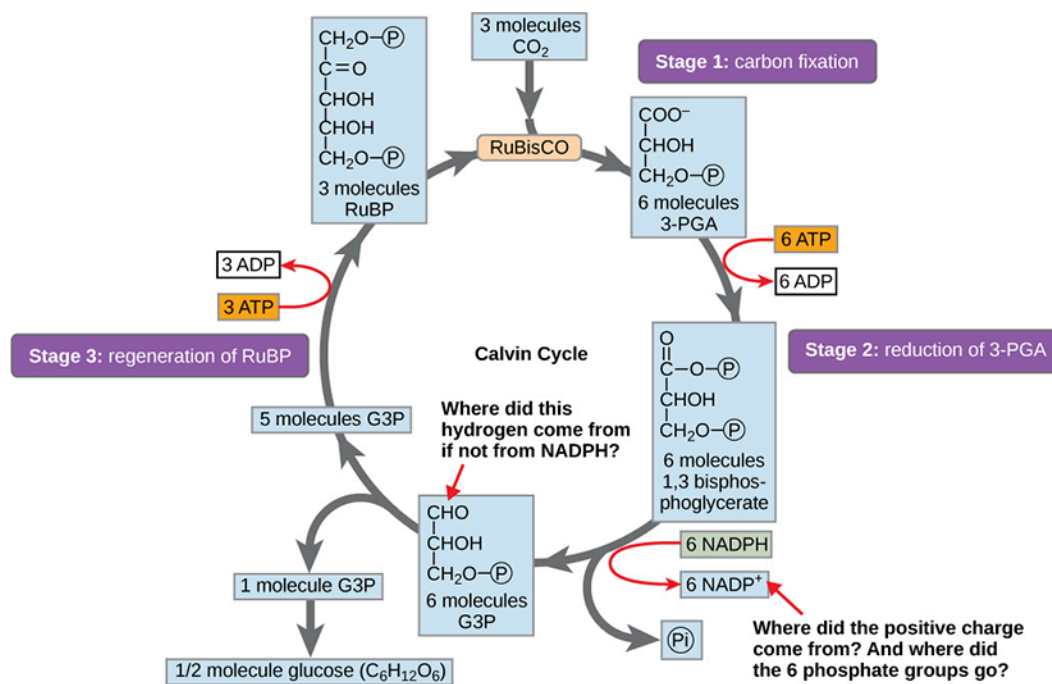 CH₂O–Ⓟ
C=O
CHOH
CHOH
CH₂O–Ⓟ
3 molecules
RuBP
3 molecules
CO₂
Stage 1: carbon fixation
RuBisCO
COO⁻
CHOH
CH₂O–Ⓟ
6 molecules
3-PGA
6 ATP
6 ADP
3 ADP
3 ATP
Stage 3: regeneration of RuBP
Calvin Cycle
Stage 2: reduction of 3-PGA
O
C–O–Ⓟ
CHOH
CH₂O–Ⓟ
6 molecules
1,3 bisphos-
phoglycerate
5 molecules G3P
Where did this
hydrogen come from
if not from NADPH?
CHO
CHOH
CH₂O–Ⓟ
6 molecules
G3P
6 NADPH
6 NADP⁺
Pi
1 molecule G3P
1/2 molecule glucose (C₆H₁₂O₆)
Where did the positive charge
come from? And where did
the 6 phosphate groups go?